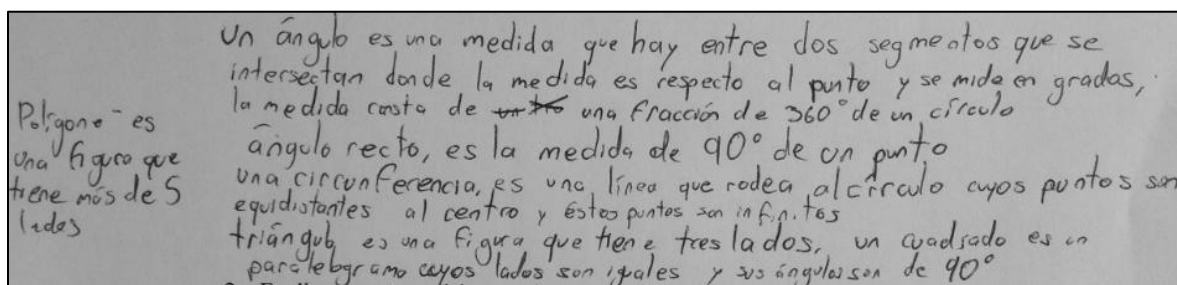 Un ángulo es una medida que hay entre dos segmentos que se
intersectan donde la medida es respecto al punto y se mide en grados,
la medida costa de una fracción de 360° de un círculo
ángulo recto, es la medida de 90° de un punto
una circunferencia, es una línea que rodea al círculo cuyos puntos son
equidistantes al centro y éstos puntos son infinitos
triángulo, es una figura que tiene tres lados, un cuadrado es un
paralelogramo cuyos lados son iguales y sus ángulos son de 90°
Polígono - es
una figura que
tiene más de 5
lados